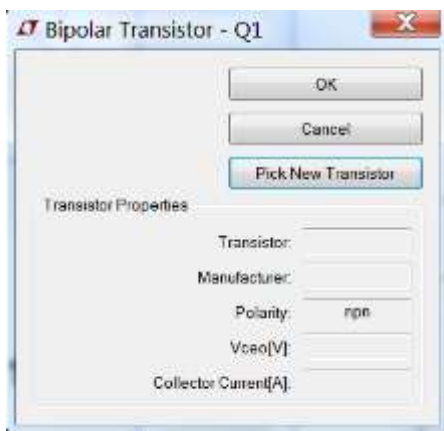 Bipolar Transistor - Q1
OK
Cancel
Pick New Transistor
Transistor Properties
Transistor:
Manufacturer:
Polarity: npn
Vceo[V]:
Collector Current[A]: